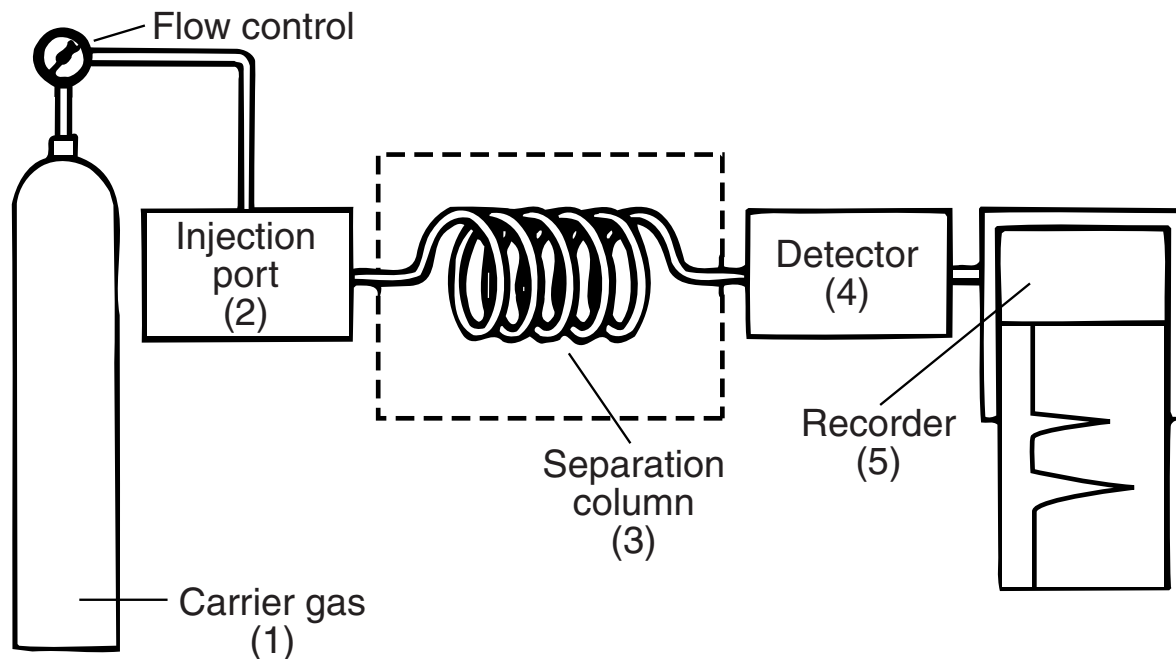 Flow control
Injection
port
(2)
Detector
(4)
Recorder
(5)
Separation
column
(3)
Carrier gas
(1)